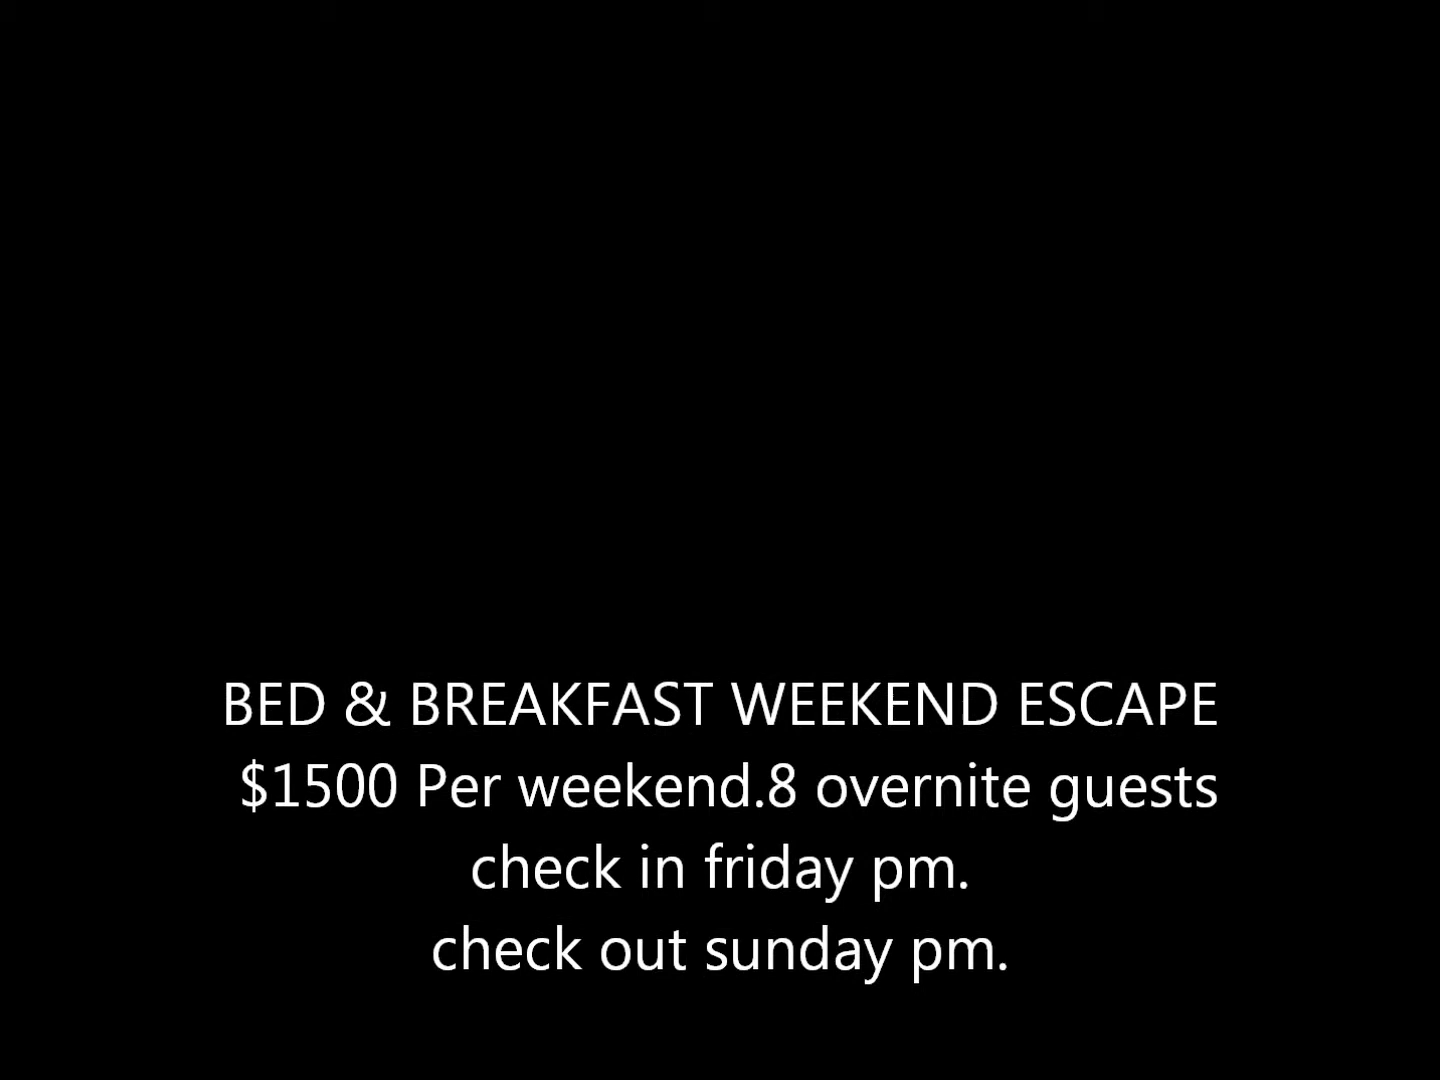 BED & BREAKFAST WEEKEND ESCAPE
$1500 Per weekend.8 overnite guests
check in friday pm.
check out sunday pm.